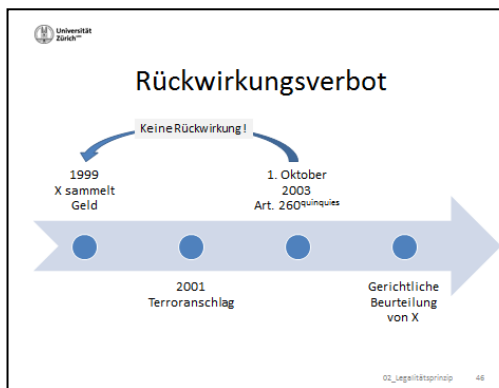 Universität
Zürich UZH
Rückwirkungsverbot
Keine Rückwirkung!
1999
X sammelt
Geld
1. Oktober
2003
Art. 260quinquies
2001
Terroranschlag
Gerichtliche
Beurteilung
von X
02_Legalitätsprinzip 46